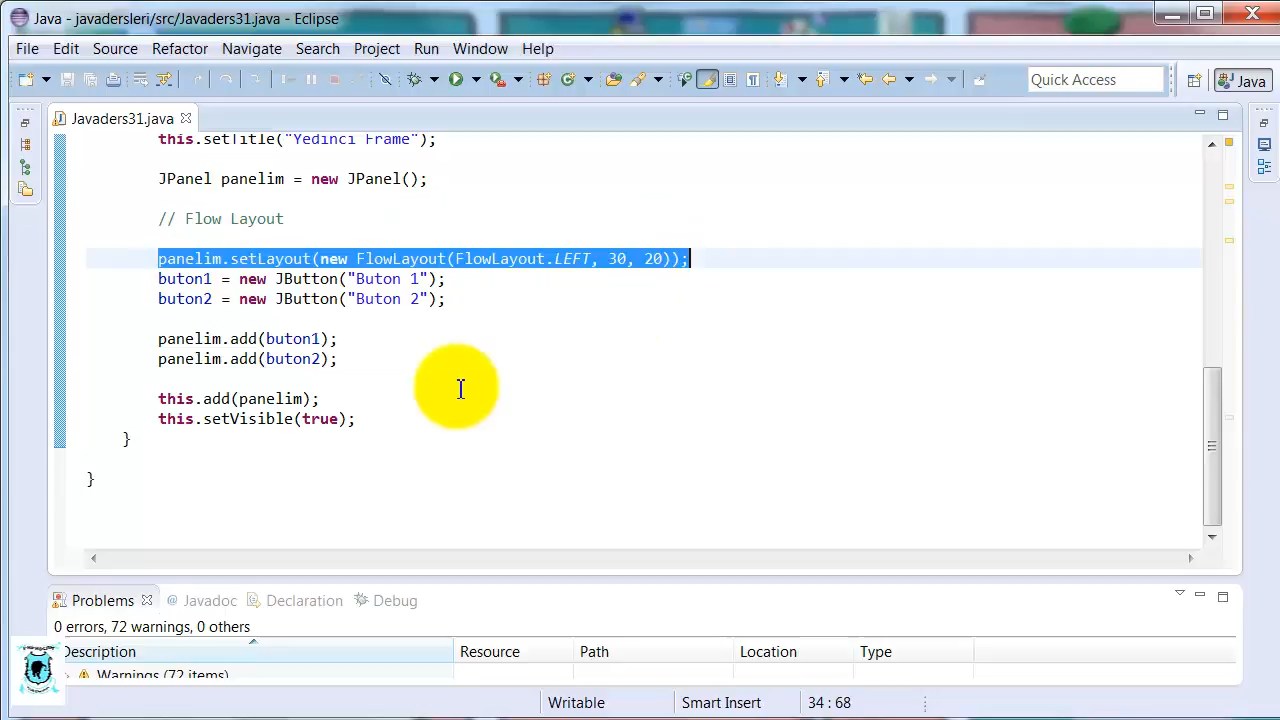 Java - javadersleri/src/Javaders31.java - Eclipse
File Edit Source Refactor Navigate Search Project Run Window Help
Quick Access
Java
Javaders31.java
this.setTitle("Yedinci Frame");
JPanel panelim = new JPanel();
// Flow Layout
panelim.setLayout(new FlowLayout(FlowLayout.LEFT, 30, 20));
buton1 = new JButton("Buton 1");
buton2 = new JButton("Buton 2");
panelim.add(buton1);
panelim.add(buton2);
this.add(panelim);
this.setVisible(true);
}
}
Problems @ Javadoc Declaration Debug
0 errors, 72 warnings, 0 others
Description Resource Path Location Type
Warnings (72 items)
Writable Smart Insert 34 : 68